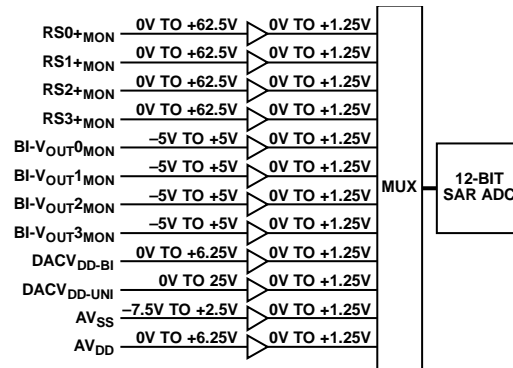 RS0+MON 0V TO +62.5V 0V TO +1.25V
RS1+MON 0V TO +62.5V 0V TO +1.25V
RS2+MON 0V TO +62.5V 0V TO +1.25V
RS3+MON 0V TO +62.5V 0V TO +1.25V
BI-VOUT0MON –5V TO +5V 0V TO +1.25V
BI-VOUT1MON –5V TO +5V 0V TO +1.25V
BI-VOUT2MON –5V TO +5V 0V TO +1.25V
BI-VOUT3MON –5V TO +5V 0V TO +1.25V
DACVDD-BI 0V TO +6.25V 0V TO +1.25V
DACVDD-UNI 0V TO 25V 0V TO +1.25V
AVSS –7.5V TO +2.5V 0V TO +1.25V
AVDD 0V TO +6.25V 0V TO +1.25V
MUX
12-BIT
SAR ADC